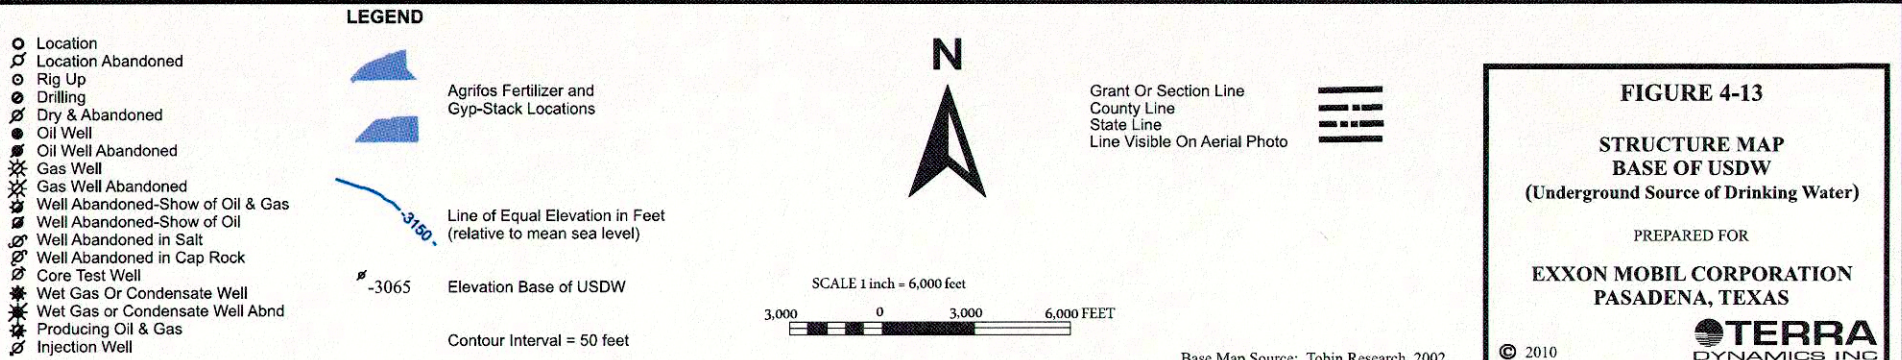 LEGEND
Location
Location Abandoned
Rig Up
Drilling
Dry & Abandoned
Oil Well
Oil Well Abandoned
Gas Well
Gas Well Abandoned
Well Abandoned-Show of Oil & Gas
Well Abandoned-Show of Oil
Well Abandoned in Salt
Well Abandoned in Cap Rock
Core Test Well
Wet Gas Or Condensate Well
Wet Gas or Condensate Well Abnd
Producing Oil & Gas
Injection Well
Agrifos Fertilizer and
Gyp-Stack Locations
-3150
Line of Equal Elevation in Feet
(relative to mean sea level)
-3065
Elevation Base of USDW
Contour Interval = 50 feet
N
SCALE 1 inch = 6,000 feet
3,000 0 3,000 6,000 FEET
Grant Or Section Line
County Line
State Line
Line Visible On Aerial Photo
Base Map Source: Tobin Research, 2002
FIGURE 4-13
STRUCTURE MAP
BASE OF USDW
(Underground Source of Drinking Water)
PREPARED FOR
EXXON MOBIL CORPORATION
PASADENA, TEXAS
TERRA
DYNAMICS INC
© 2010